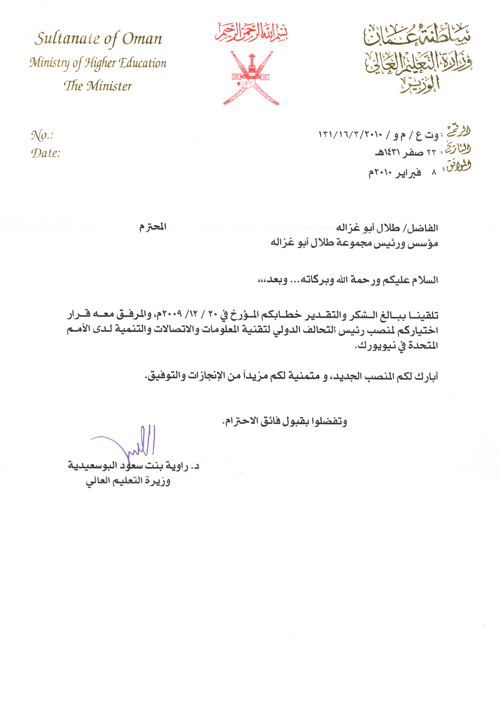 Sultanate of Oman
Ministry of Higher Education
The Minister
بسم الله الرحمن الرحيم
سلطنة عمان
وزارة التعليم العالي
الوزير
No.:
Date:
الرقم : وت ع / م و / ١٣١/١٦/٢/٢٠١٠
التاريخ : ٢٣ صفر ١٤٣١هـ
الموافق : ٨ فبراير ٢٠١٠م
الفاضل/ طلال أبو غزاله المحترم
مؤسس ورئيس مجموعة طلال أبو غزاله
السلام عليكم ورحمة الله وبركاته... وبعد،،،
تلقينا ببالغ الشكر والتقدير خطابكم المؤرخ في ٢٠ / ١٢ / ٢٠٠٩م، والمرفق معه قرار
اختياركم لمنصب رئيس التحالف الدولي لتقنية المعلومات والاتصالات والتنمية لدى الأمم
المتحدة في نيويورك.
أبارك لكم المنصب الجديد، و متمنية لكم مزيداً من الإنجازات والتوفيق.
وتفضلوا بقبول فائق الاحترام.
د. راوية بنت سعود البوسعيدية
وزيرة التعليم العالي